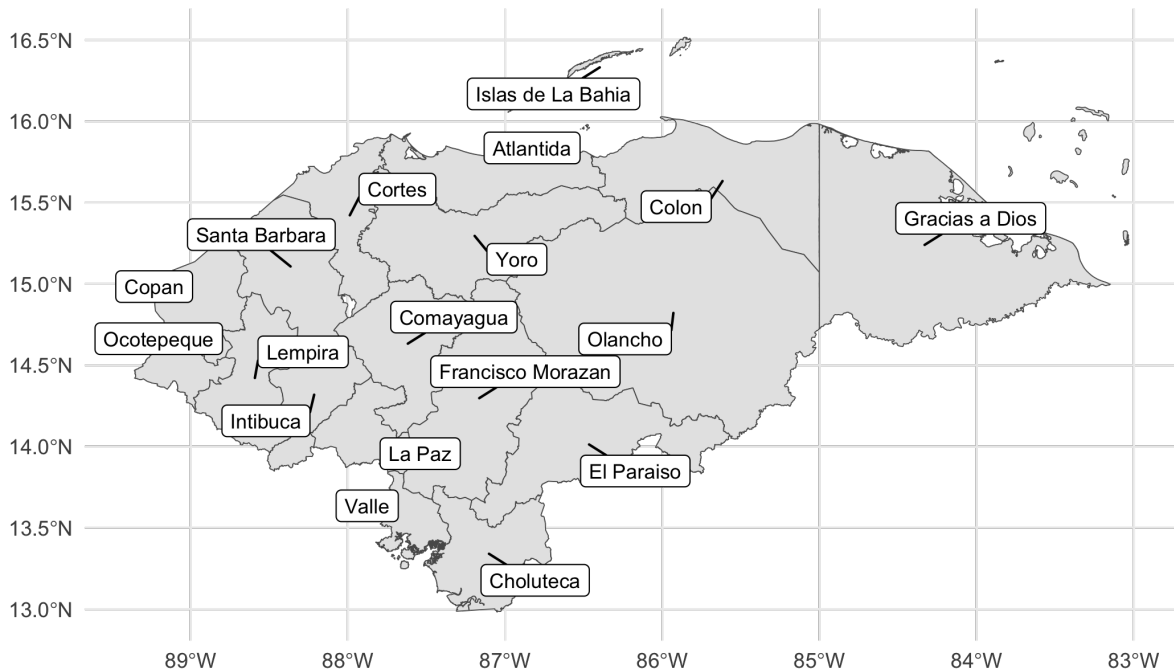 16.5°N
Islas de La Bahia
16.0°N
Atlantida
Cortes
15.5°N
Colon
Gracias a Dios
Santa Barbara
Yoro
15.0°N
Copan
Comayagua
Ocotepeque
Olancho
Lempira
14.5°N
Francisco Morazan
Intibuca
14.0°N
La Paz
El Paraiso
Valle
13.5°N
Choluteca
13.0°N
89°W 88°W 87°W 86°W 85°W 84°W 83°W